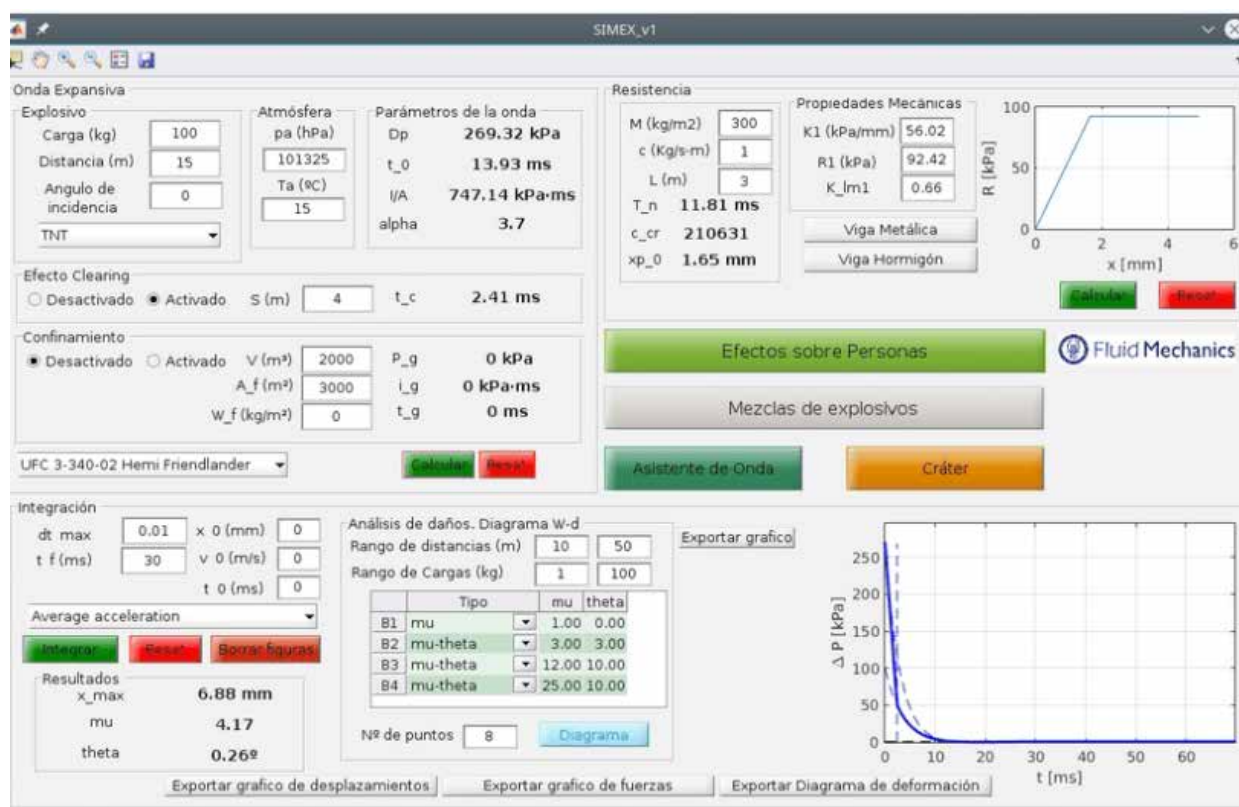 SIMEX_v1
Onda Expansiva
Explosivo
Carga (kg) 100
Distancia (m) 15
Angulo de
incidencia 0
TNT
Atmósfera
pa (hPa)
101325
Ta (ºC)
15
Parámetros de la onda
Dp 269.32 kPa
t_0 13.93 ms
I/A 747.14 kPa·ms
alpha 3.7
Efecto Clearing
Desactivado Activado S (m) 4 t_c 2.41 ms
Confinamiento
Desactivado Activado V (m³) 2000 P_g 0 kPa
A_f (m²) 3000 i_g 0 kPa·ms
W_f (kg/m²) 0 t_g 0 ms
UFC 3-340-02 Hemi Friendlander Calcular Reset
Resistencia
M (kg/m2) 300
c (Kg/s-m) 1
L (m) 3
T_n 11.81 ms
c_cr 210631
xp_0 1.65 mm
Propiedades Mecánicas
K1 (kPa/mm) 56.02
R1 (kPa) 92.42
K_lm1 0.66
Viga Metálica
Viga Hormigón
100
50
0
R [kPa]
0 2 4 6
x [mm]
Calcular Reset
Efectos sobre Personas
Fluid Mechanics
Mezclas de explosivos
Asistente de Onda Cráter
Integración
dt max 0.01 x 0 (mm) 0
t f (ms) 30 v 0 (m/s) 0
t 0 (ms) 0
Average acceleration
Integrar Reset Borrar figuras
Resultados
x_max 6.88 mm
mu 4.17
theta 0.26º
Análisis de daños. Diagrama W-d
Rango de distancias (m) 10 50
Rango de Cargas (kg) 1 100
Tipo mu theta
B1 mu 1.00 0.00
B2 mu-theta 3.00 3.00
B3 mu-theta 12.00 10.00
B4 mu-theta 25.00 10.00
Nº de puntos 8 Diagrama
Exportar grafico
250
200
150
100
50
0
Δ P [kPa]
0 10 20 30 40 50 60
t [ms]
Exportar grafico de desplazamientos Exportar grafico de fuerzas Exportar Diagrama de deformación